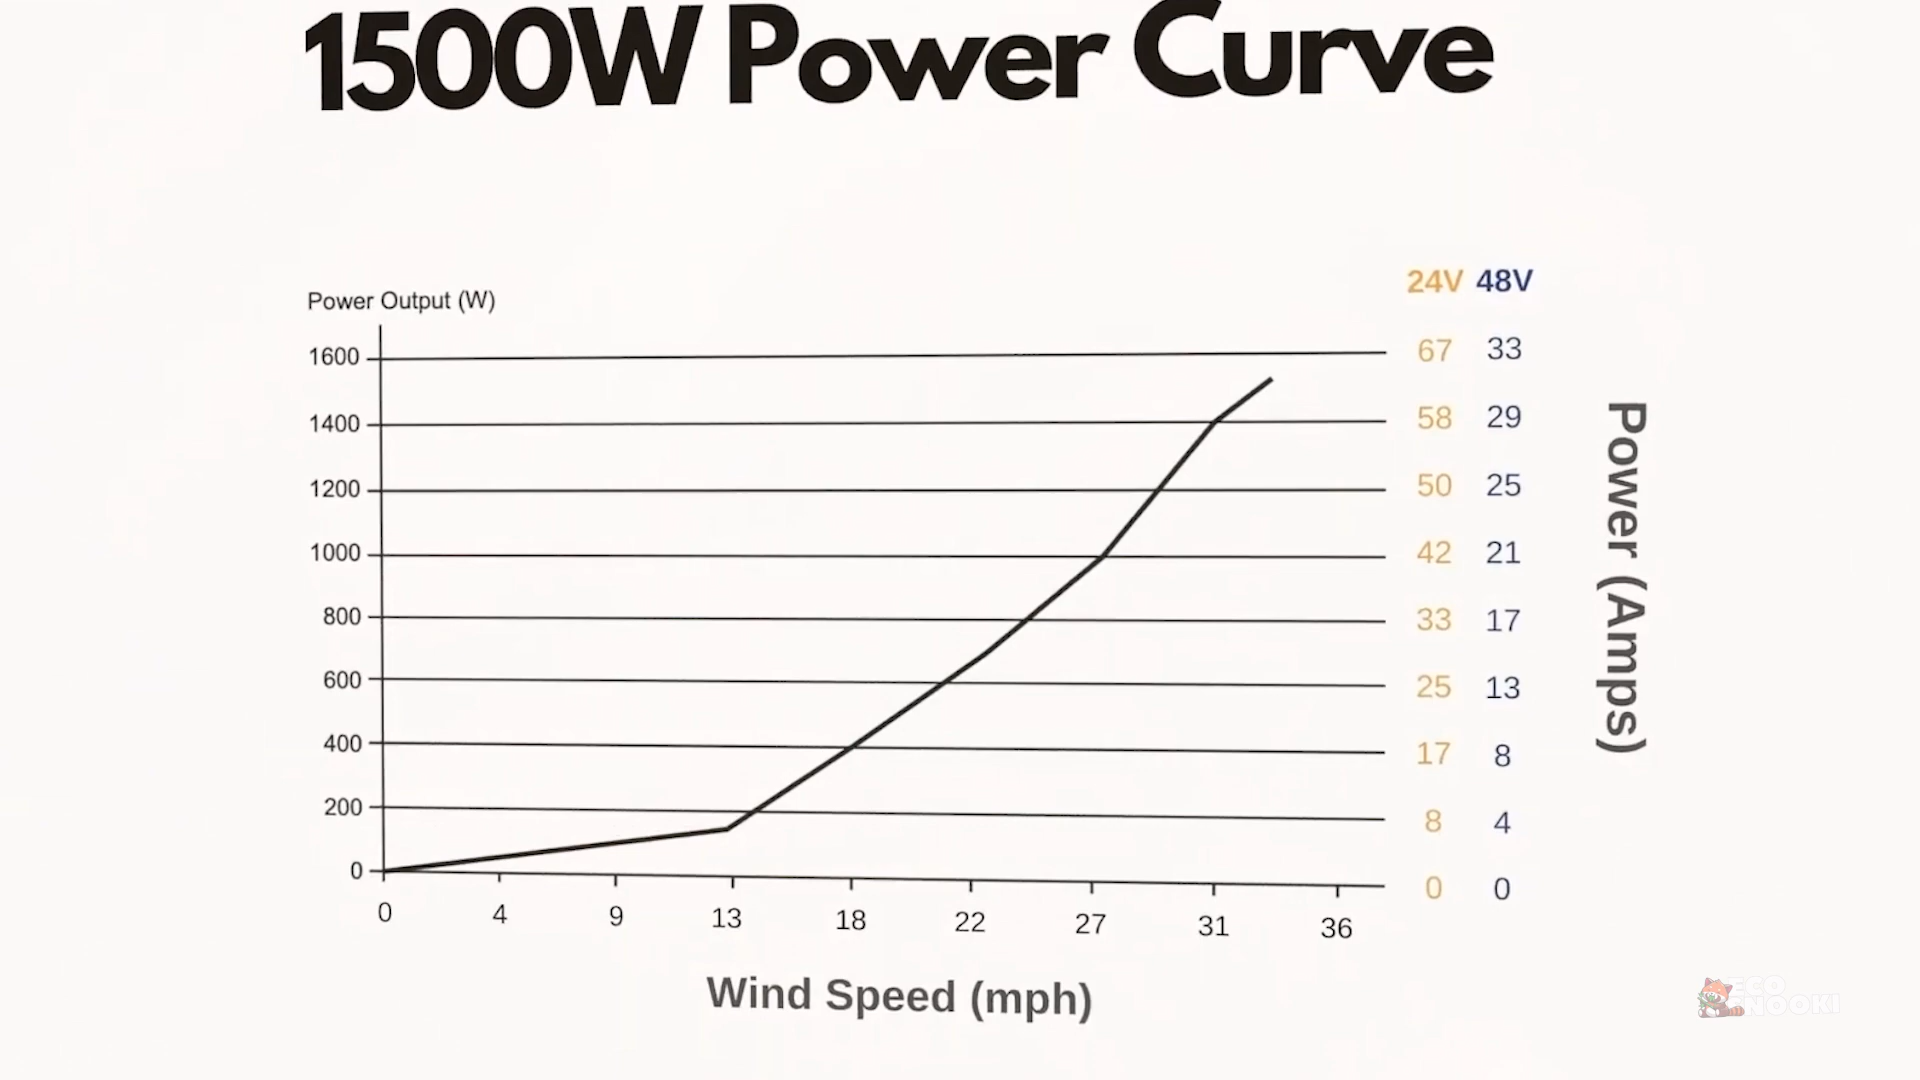 1500W Power Curve
Power Output (W)
24V 48V
1600
67 33
1400
58 29
1200
50 25
1000
42 21
800
33 17
600
25 13
400
17 8
200
8 4
0
0 0
0 4 9 13 18 22 27 31 36
Wind Speed (mph)
Power (Amps)
ECO
NOOKI